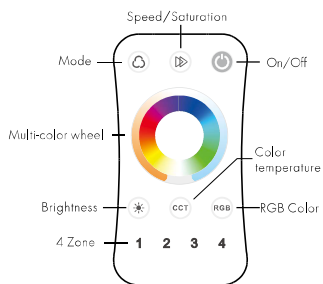 Speed/Saturation
Mode
On/Off
Multi-color wheel
Color
temperature
Brightness
CCT
RGB
RGB Color
4 Zone
1 2 3 4